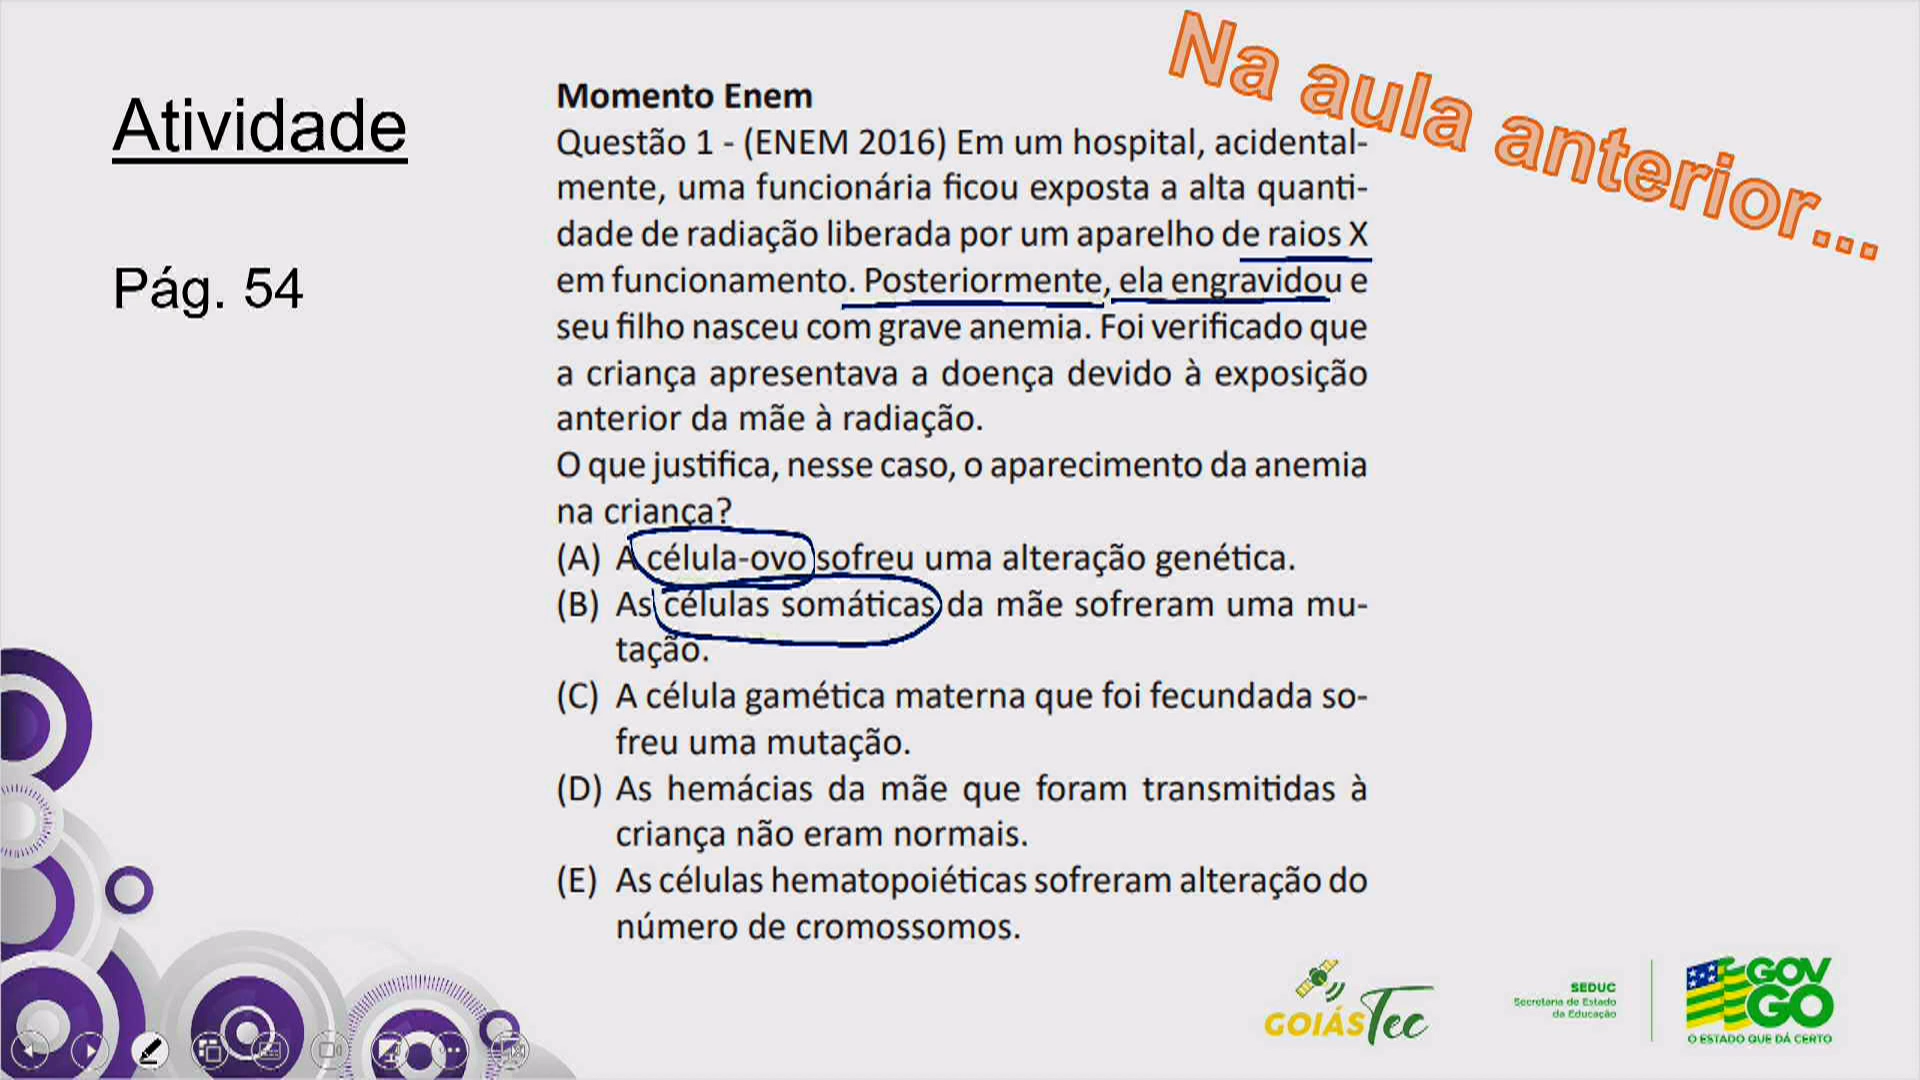 Na aula anterior...
Atividade
Pág. 54
Momento Enem
Questão 1 - (ENEM 2016) Em um hospital, acidental-
mente, uma funcionária ficou exposta a alta quanti-
dade de radiação liberada por um aparelho de raios X
em funcionamento. Posteriormente, ela engravidou e
seu filho nasceu com grave anemia. Foi verificado que
a criança apresentava a doença devido à exposição
anterior da mãe à radiação.
O que justifica, nesse caso, o aparecimento da anemia
na criança?
(A) A célula-ovo sofreu uma alteração genética.
(B) As células somáticas da mãe sofreram uma mu-
tação.
(C) A célula gamética materna que foi fecundada so-
freu uma mutação.
(D) As hemácias da mãe que foram transmitidas à
criança não eram normais.
(E) As células hematopoiéticas sofreram alteração do
número de cromossomos.
GOIÁS Tec
SEDUC
Secretaria de Estado
da Educação
GOV
GO
O ESTADO QUE DÁ CERTO